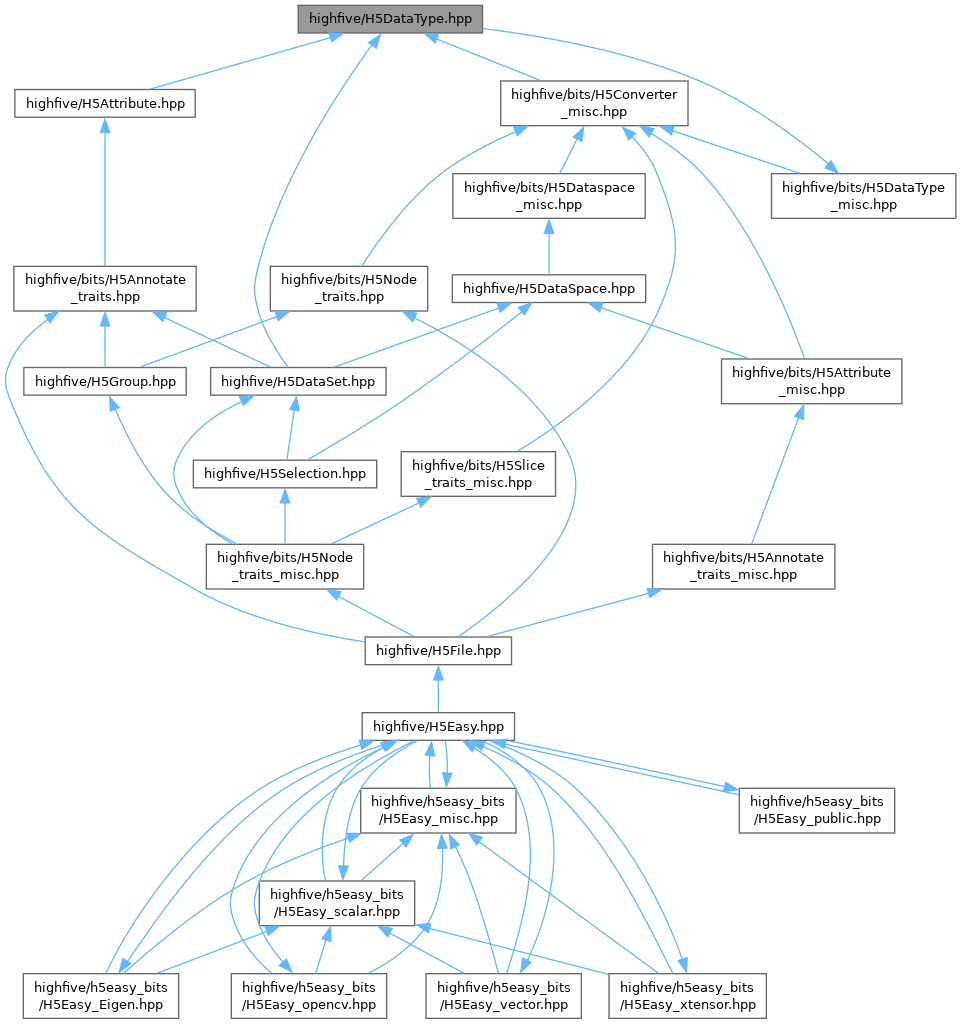 highfive/H5DataType.hpp
highfive/H5Attribute.hpp
highfive/bits/H5Converter
_misc.hpp
highfive/bits/H5Dataspace
_misc.hpp
highfive/bits/H5DataType
_misc.hpp
highfive/bits/H5Annotate
_traits.hpp
highfive/bits/H5Node
_traits.hpp
highfive/H5DataSpace.hpp
highfive/H5Group.hpp
highfive/H5DataSet.hpp
highfive/bits/H5Attribute
_misc.hpp
highfive/H5Selection.hpp
highfive/bits/H5Slice
_traits_misc.hpp
highfive/bits/H5Node
_traits_misc.hpp
highfive/bits/H5Annotate
_traits_misc.hpp
highfive/H5File.hpp
highfive/H5Easy.hpp
highfive/h5easy_bits
/H5Easy_misc.hpp
highfive/h5easy_bits
/H5Easy_public.hpp
highfive/h5easy_bits
/H5Easy_scalar.hpp
highfive/h5easy_bits
/H5Easy_Eigen.hpp
highfive/h5easy_bits
/H5Easy_opencv.hpp
highfive/h5easy_bits
/H5Easy_vector.hpp
highfive/h5easy_bits
/H5Easy_xtensor.hpp